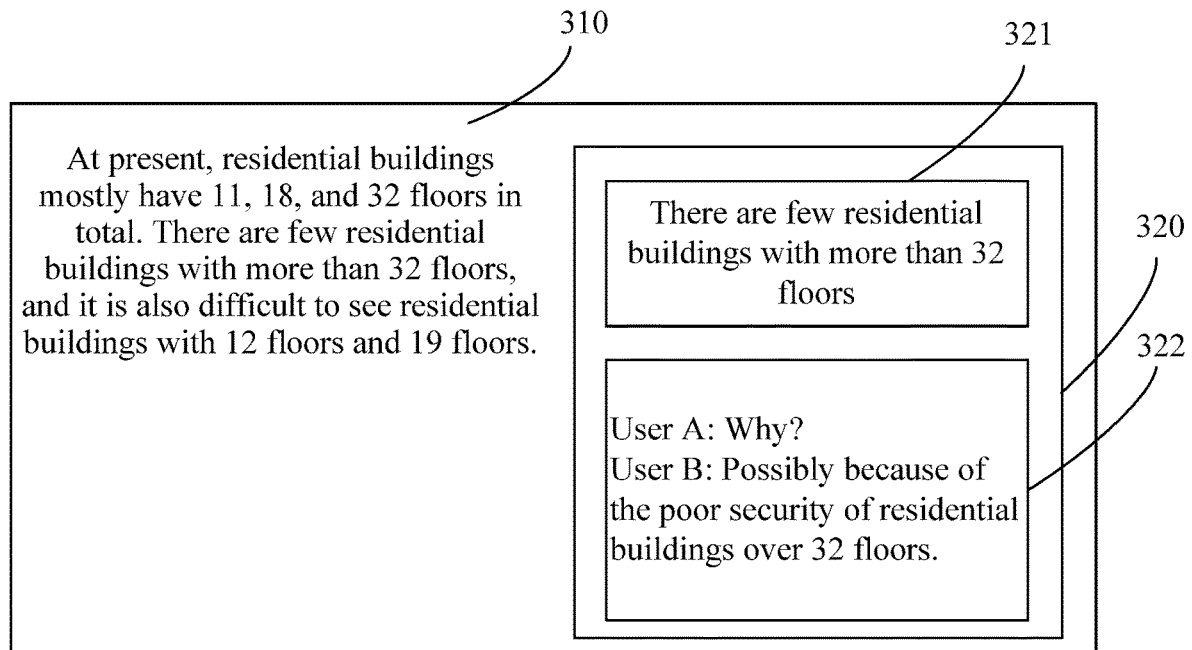 310
321
At present, residential buildings
mostly have 11, 18, and 32 floors in
total. There are few residential
buildings with more than 32 floors,
and it is also difficult to see residential
buildings with 12 floors and 19 floors.
There are few residential
buildings with more than 32
floors
320
322
User A: Why?
User B: Possibly because of
the poor security of residential
buildings over 32 floors.